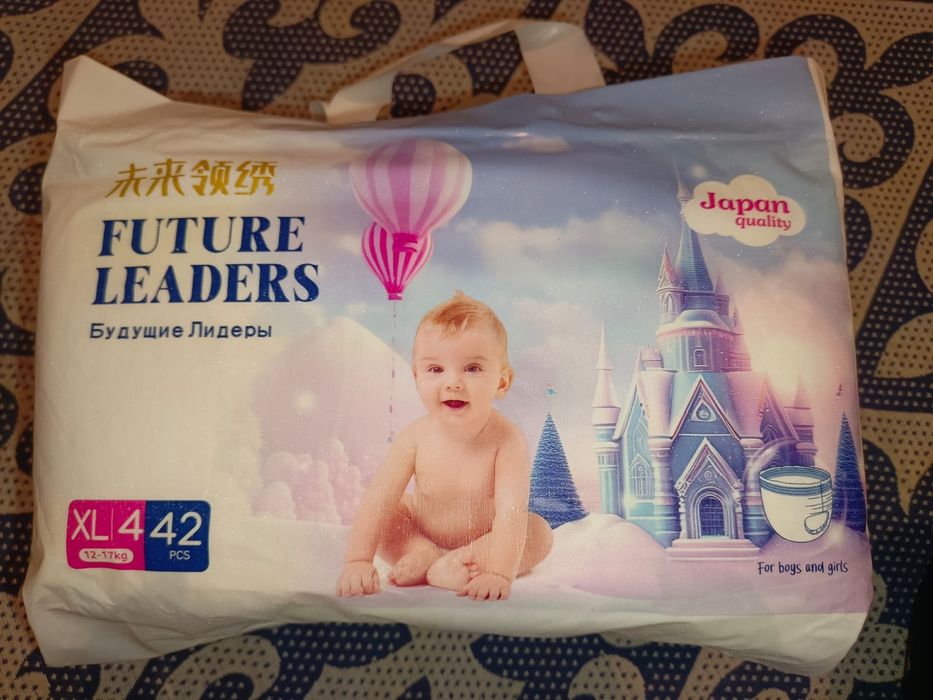 未来领绣
FUTURE
LEADERS
Будущие Лидеры
Japan
quality
XL 4 42
12-17kg PCS
For boys and girls